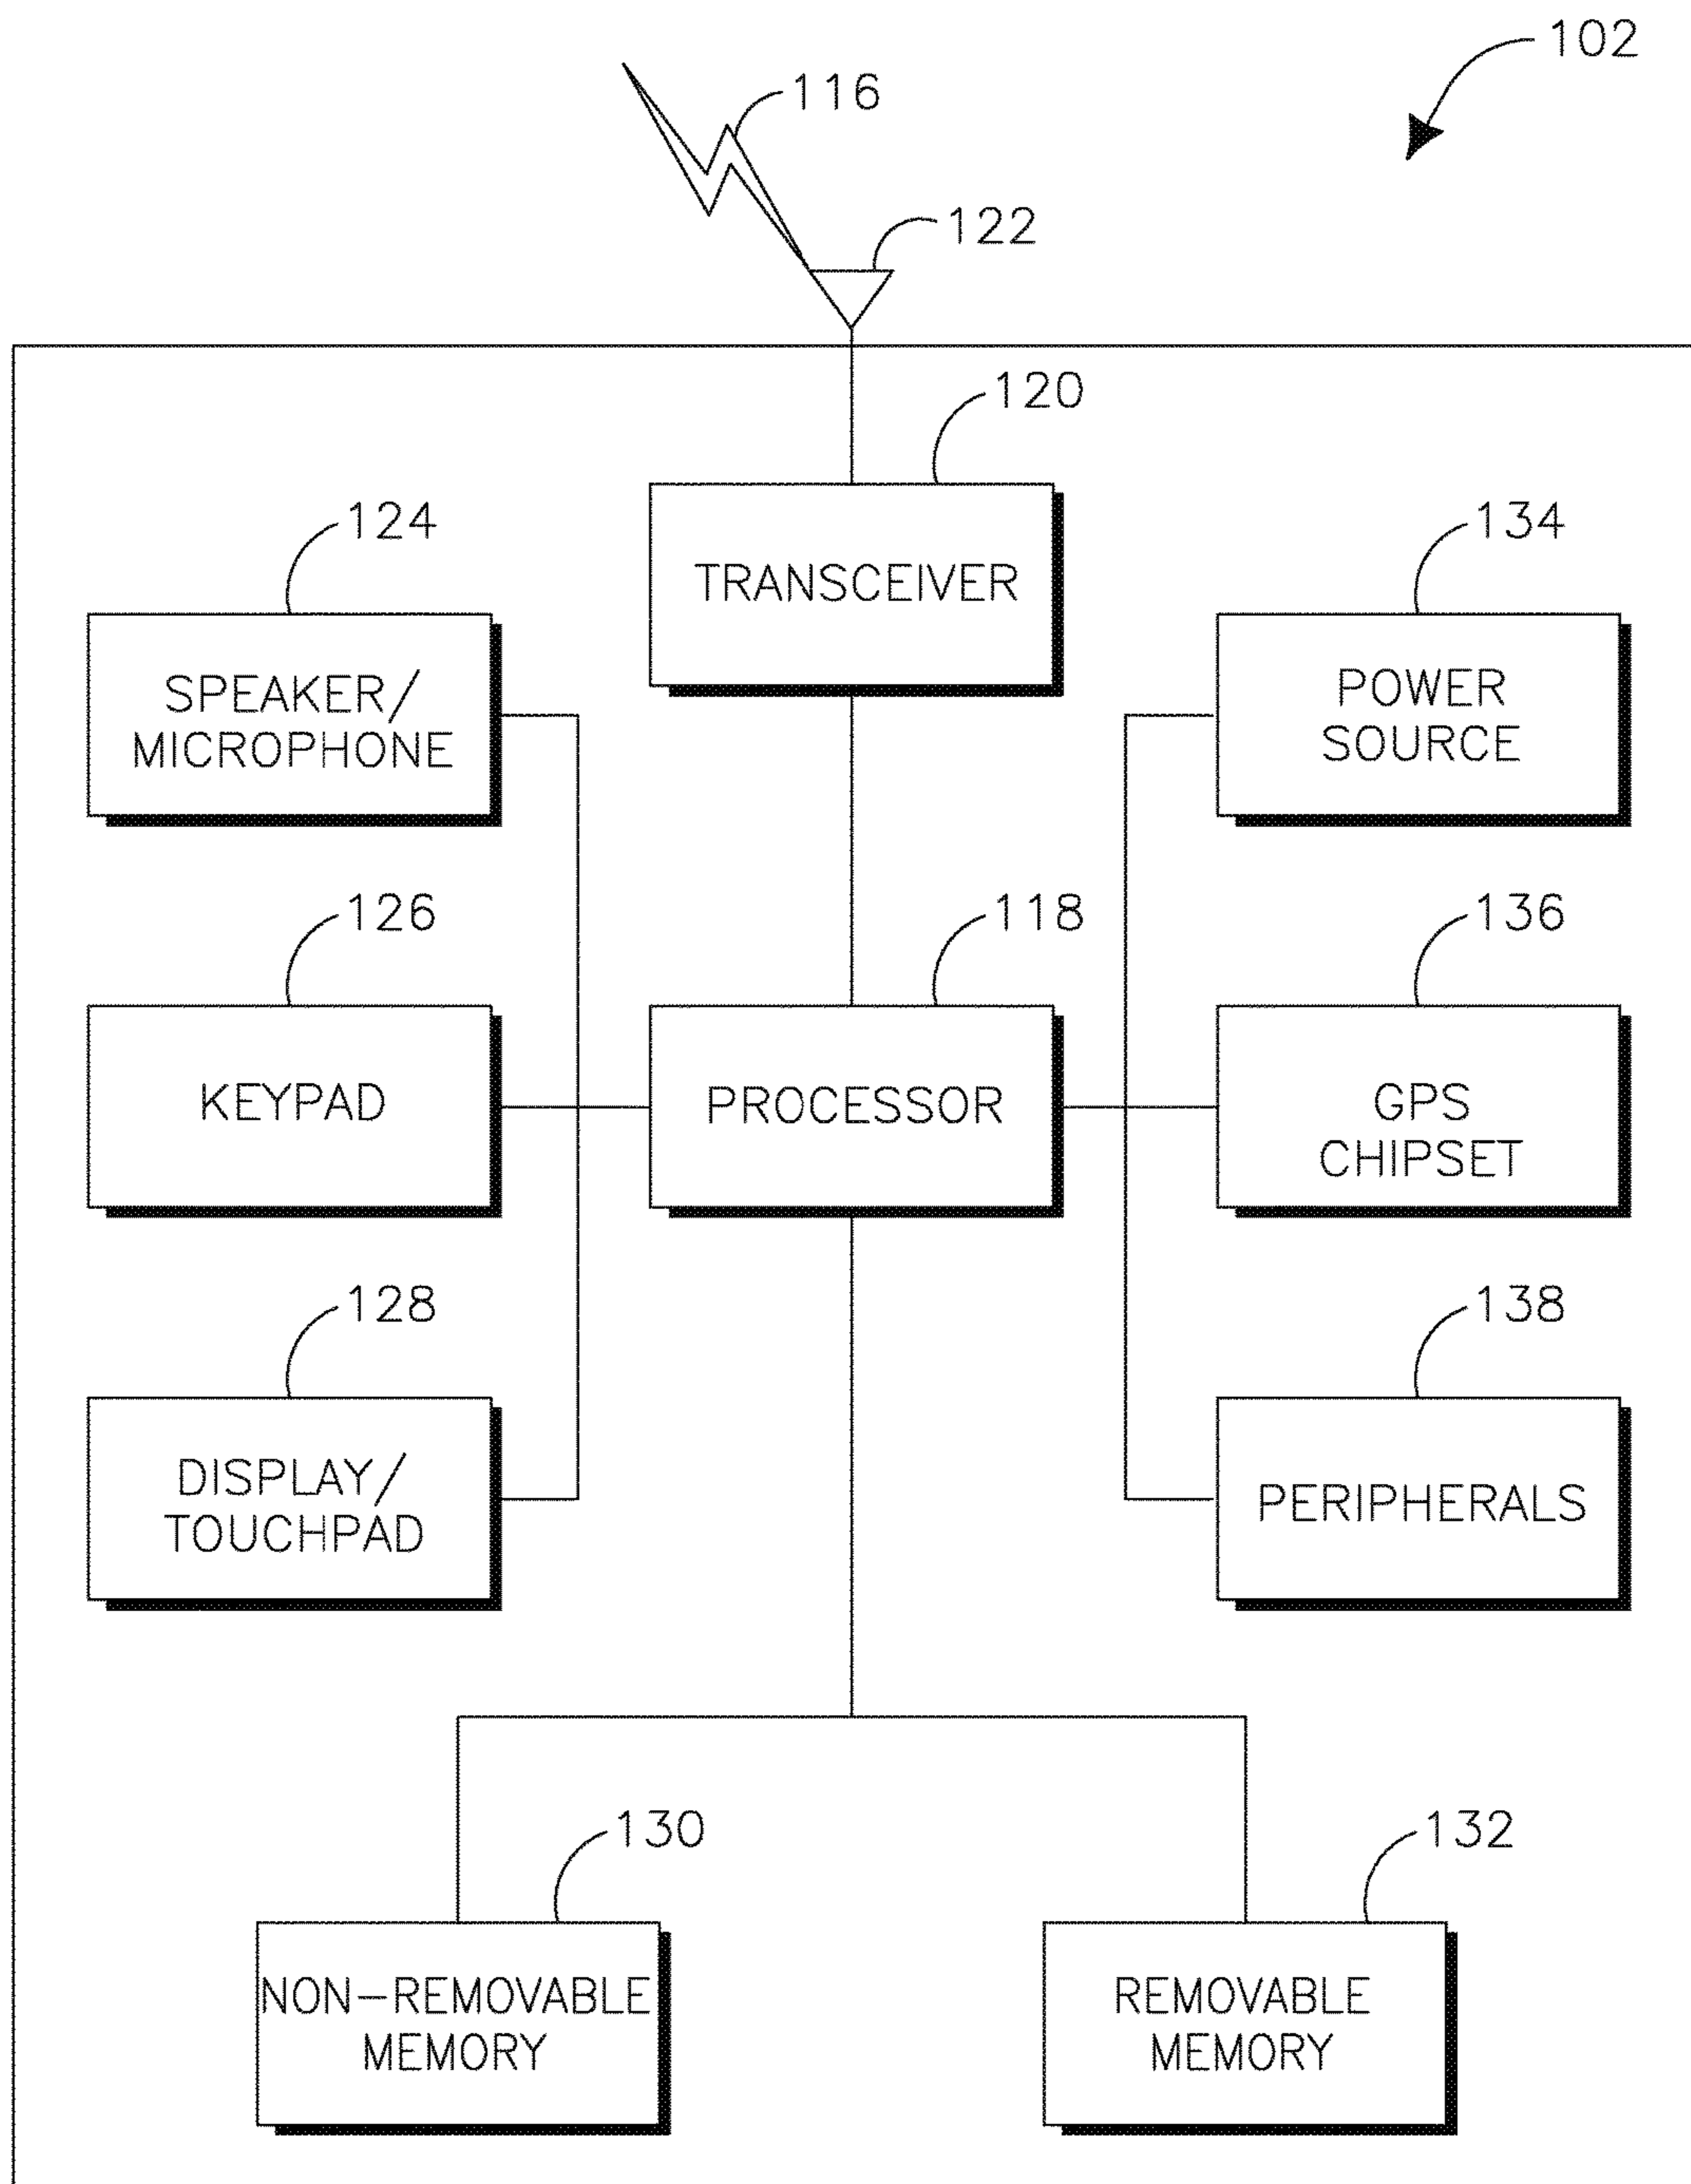 102
116
122
120
TRANSCEIVER
124
SPEAKER/
MICROPHONE
134
POWER
SOURCE
126
KEYPAD
118
PROCESSOR
136
GPS
CHIPSET
128
DISPLAY/
TOUCHPAD
138
PERIPHERALS
130
NON-REMOVABLE
MEMORY
132
REMOVABLE
MEMORY